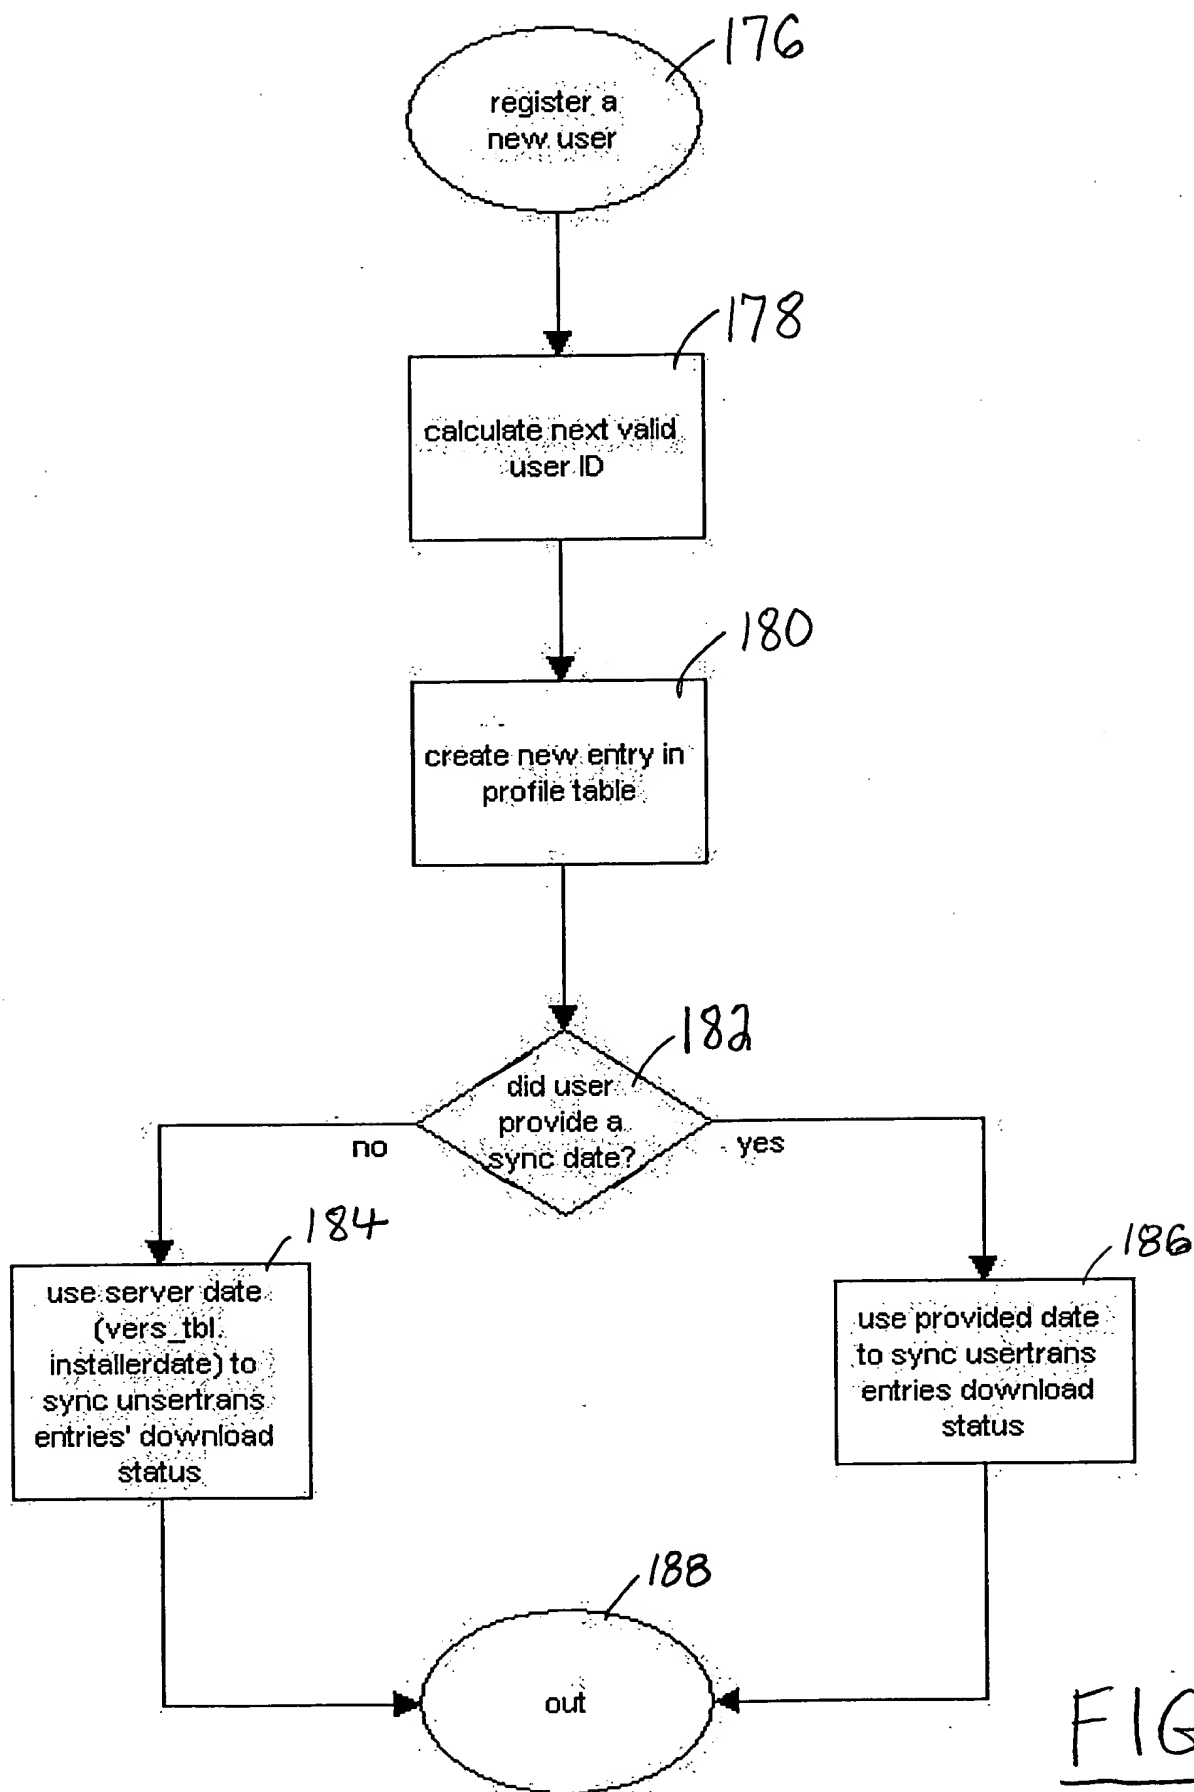 176
register a
new user
178
calculate next valid
user ID
180
create new entry in
profile table
182
did user
provide a
sync date?
no
yes
184
use server date
(vers_tbl.
installerdate) to
sync unsertrans
entries' download
status
186
use provided date
to sync usertrans
entries download
status
188
out
FIG